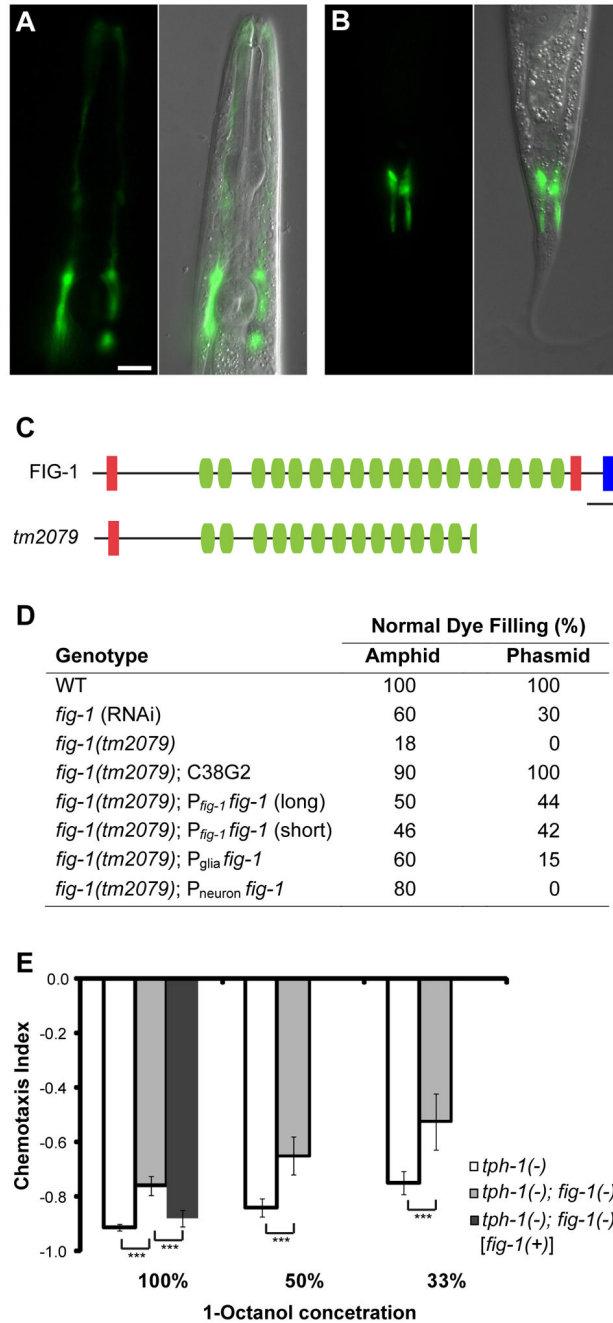 A
B
C
FIG-1
tm2079
D
Normal Dye Filling (%)
Genotype Amphid Phasmid
WT 100 100
fig-1 (RNAi) 60 30
fig-1(tm2079) 18 0
fig-1(tm2079); C38G2 90 100
fig-1(tm2079); Pfig-1 fig-1 (long) 50 44
fig-1(tm2079); Pfig-1 fig-1 (short) 46 42
fig-1(tm2079); Pglia fig-1 60 15
fig-1(tm2079); Pneuron fig-1 80 0
E
Chemotaxis Index
0.0
-0.2
-0.4
-0.6
-0.8
-1.0
*** *** *** ***
tph-1(-)
tph-1(-); fig-1(-)
tph-1(-); fig-1(-)
[fig-1(+)]
100% 50% 33%
1-Octanol concetration